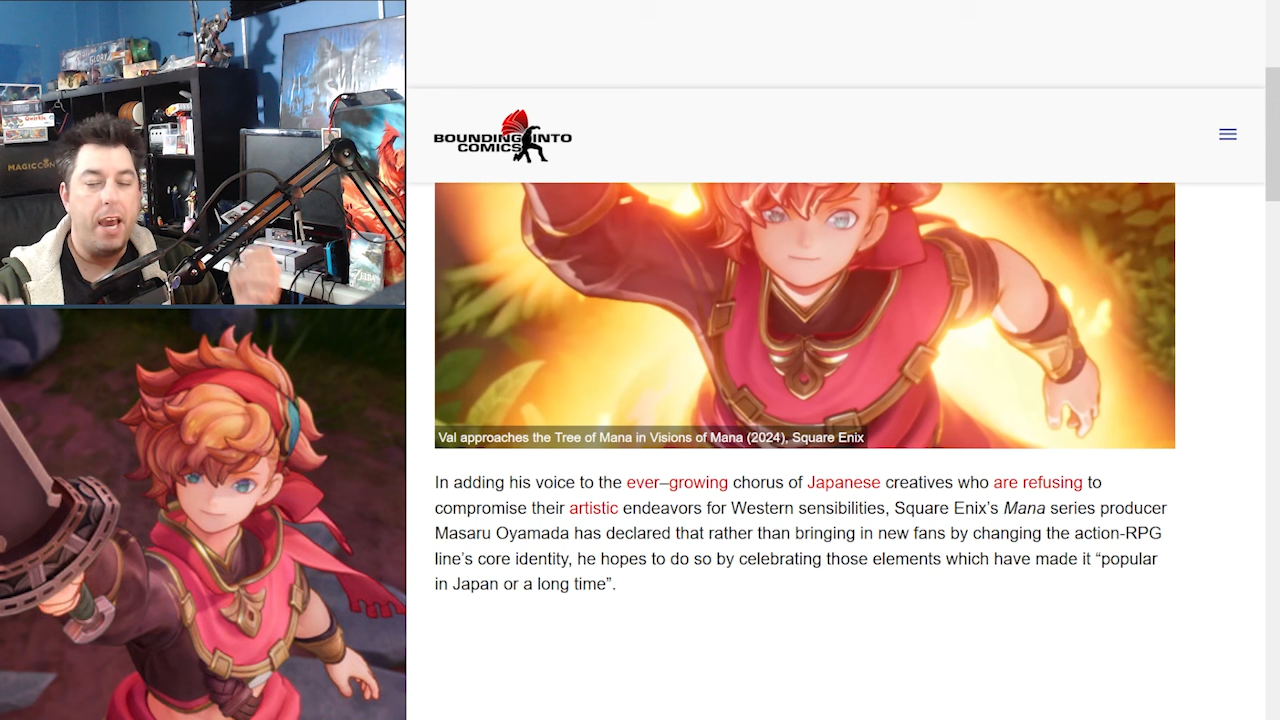 GLORY
Qwirkle
MAGICCON
ZELDA
BOUNDING INTO
COMICS
Val approaches the Tree of Mana in Visions of Mana (2024), Square Enix
In adding his voice to the ever–growing chorus of Japanese creatives who are refusing to
compromise their artistic endeavors for Western sensibilities, Square Enix’s Mana series producer
Masaru Oyamada has declared that rather than bringing in new fans by changing the action-RPG
line’s core identity, he hopes to do so by celebrating those elements which have made it “popular
in Japan or a long time”.